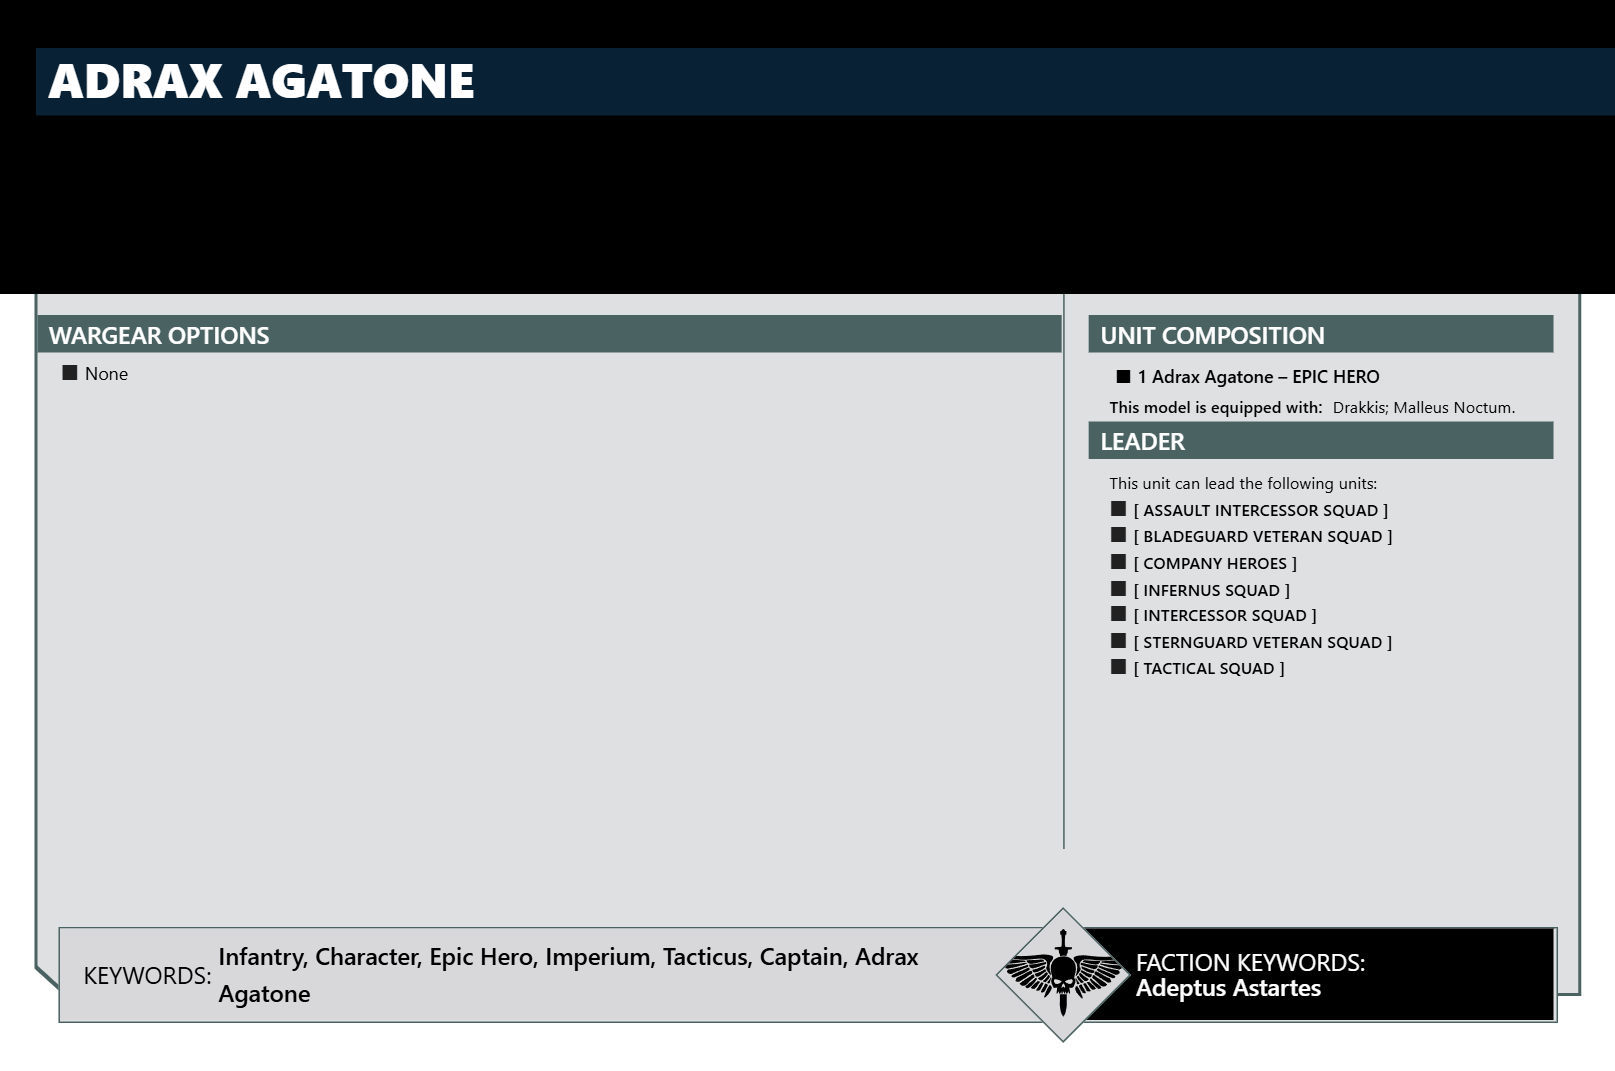 ADRAX AGATONE
WARGEAR OPTIONS
None
UNIT COMPOSITION
1 Adrax Agatone – EPIC HERO
This model is equipped with: Drakkis; Malleus Noctum.
LEADER
This unit can lead the following units:
[ ASSAULT INTERCESSOR SQUAD ]
[ BLADEGUARD VETERAN SQUAD ]
[ COMPANY HEROES ]
[ INFERNUS SQUAD ]
[ INTERCESSOR SQUAD ]
[ STERNGUARD VETERAN SQUAD ]
[ TACTICAL SQUAD ]
KEYWORDS: Infantry, Character, Epic Hero, Imperium, Tacticus, Captain, Adrax
Agatone
FACTION KEYWORDS:
Adeptus Astartes